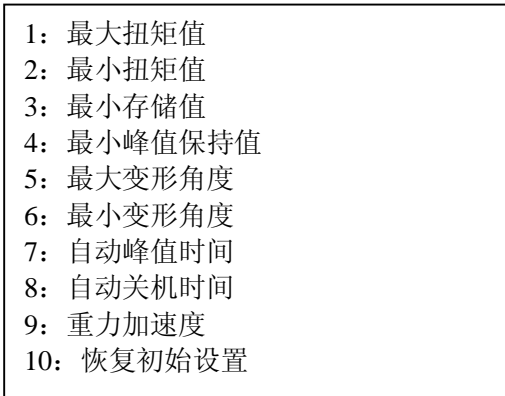 1：最大扭矩值
2：最小扭矩值
3：最小存储值
4：最小峰值保持值
5：最大变形角度
6：最小变形角度
7：自动峰值时间
8：自动关机时间
9：重力加速度
10：恢复初始设置